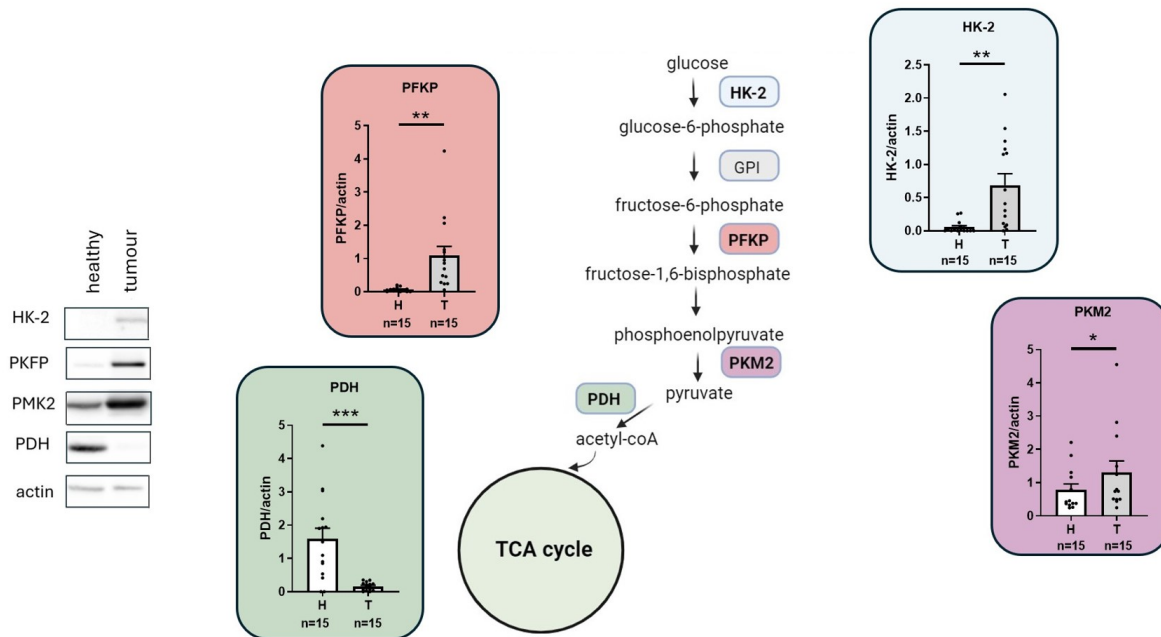 healthy
tumour
HK-2
PKFP
PMK2
PDH
actin
PFKP
**
PFKP/actin
5
4
3
2
1
0
H T
n=15 n=15
PDH
***
PDH/actin
5
4
3
2
1
0
H T
n=15 n=15
glucose
HK-2
glucose-6-phosphate
GPI
fructose-6-phosphate
PFKP
fructose-1,6-bisphosphate
phosphoenolpyruvate
PKM2
pyruvate
PDH
acetyl-coA
TCA cycle
HK-2
**
HK-2/actin
2.5
2.0
1.5
1.0
0.5
0.0
H T
n=15 n=15
PKM2
*
PKM2/actin
5
4
3
2
1
0
H T
n=15 n=15